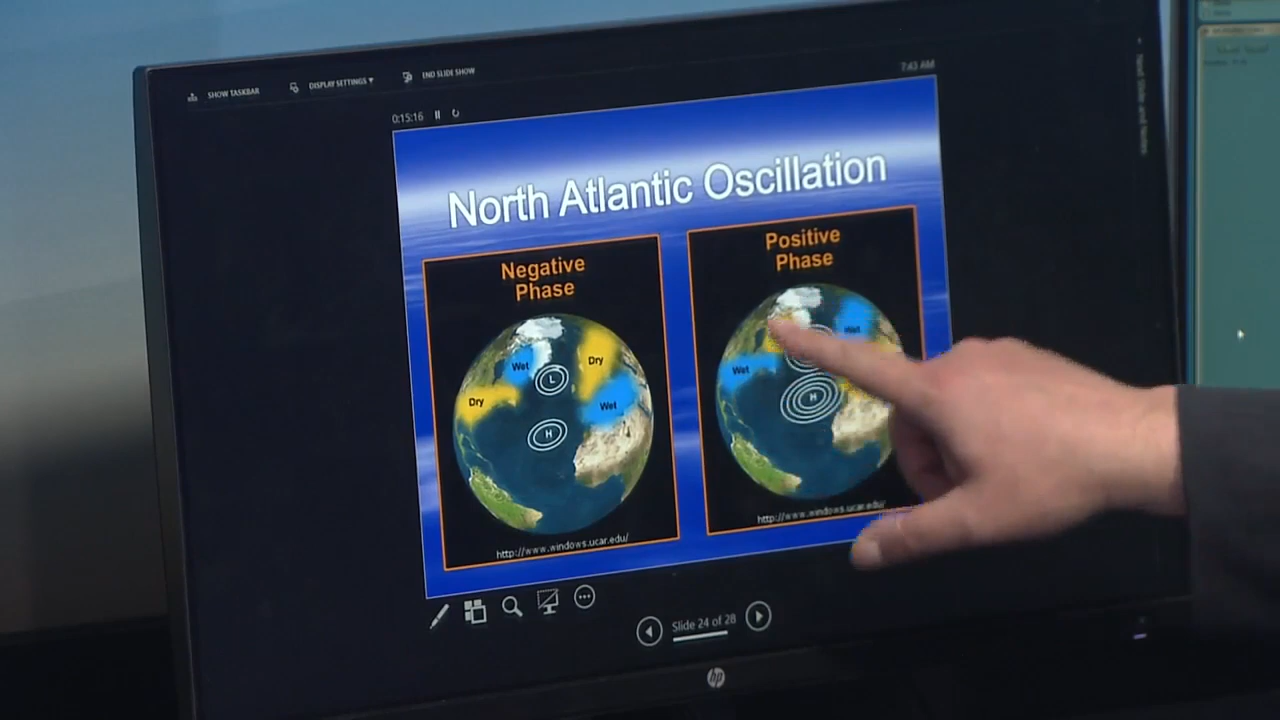 SHOW TASKBAR
DISPLAY SETTINGS ▼
END SLIDE SHOW
0:15:16
7:43 AM
North Atlantic Oscillation
Negative
Phase
Wet
Dry
Dry
Wet
L
H
http://www.windows.ucar.edu/
Positive
Phase
Wet
Wet
H
http://www.windows.ucar.edu/
Slide 24 of 28
hp